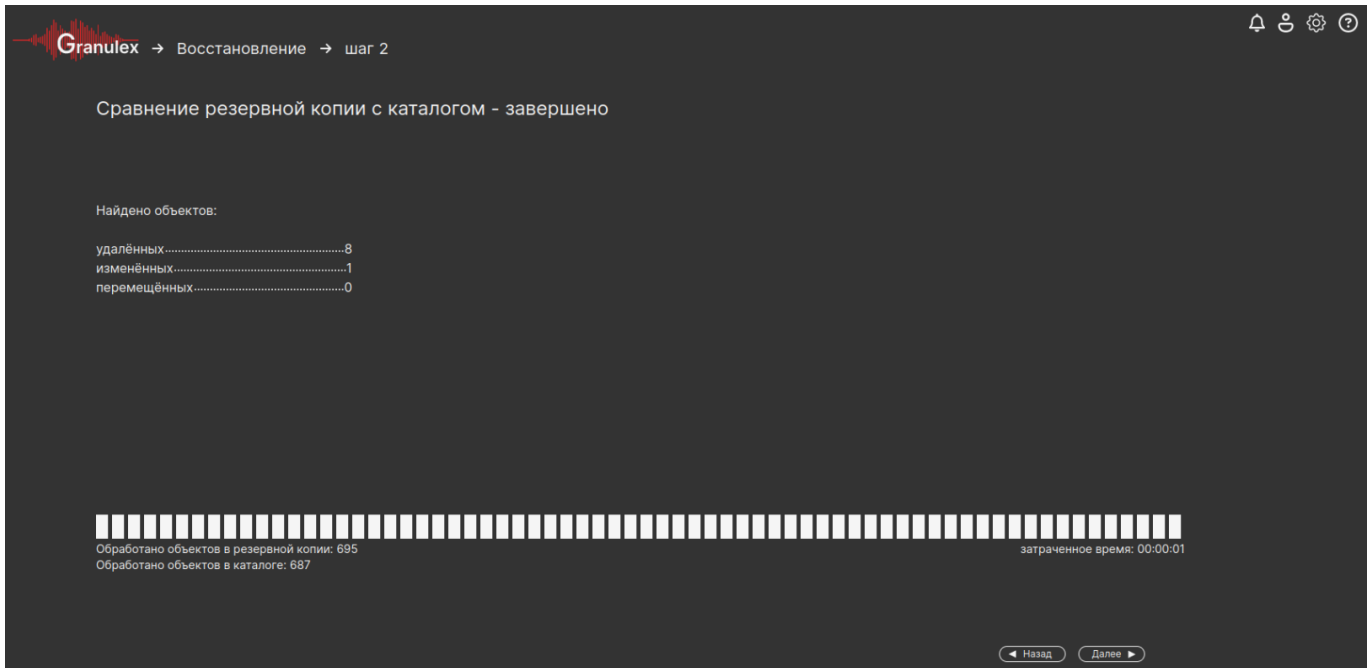 Granulex → Восстановление → шаг 2
Сравнение резервной копии с каталогом - завершено
Найдено объектов:
удалённых........................................................8
изменённых......................................................1
перемещённых...............................................0
Обработано объектов в резервной копии: 695
затраченное время: 00:00:01
Обработано объектов в каталоге: 687
◄ Назад
Далее ►